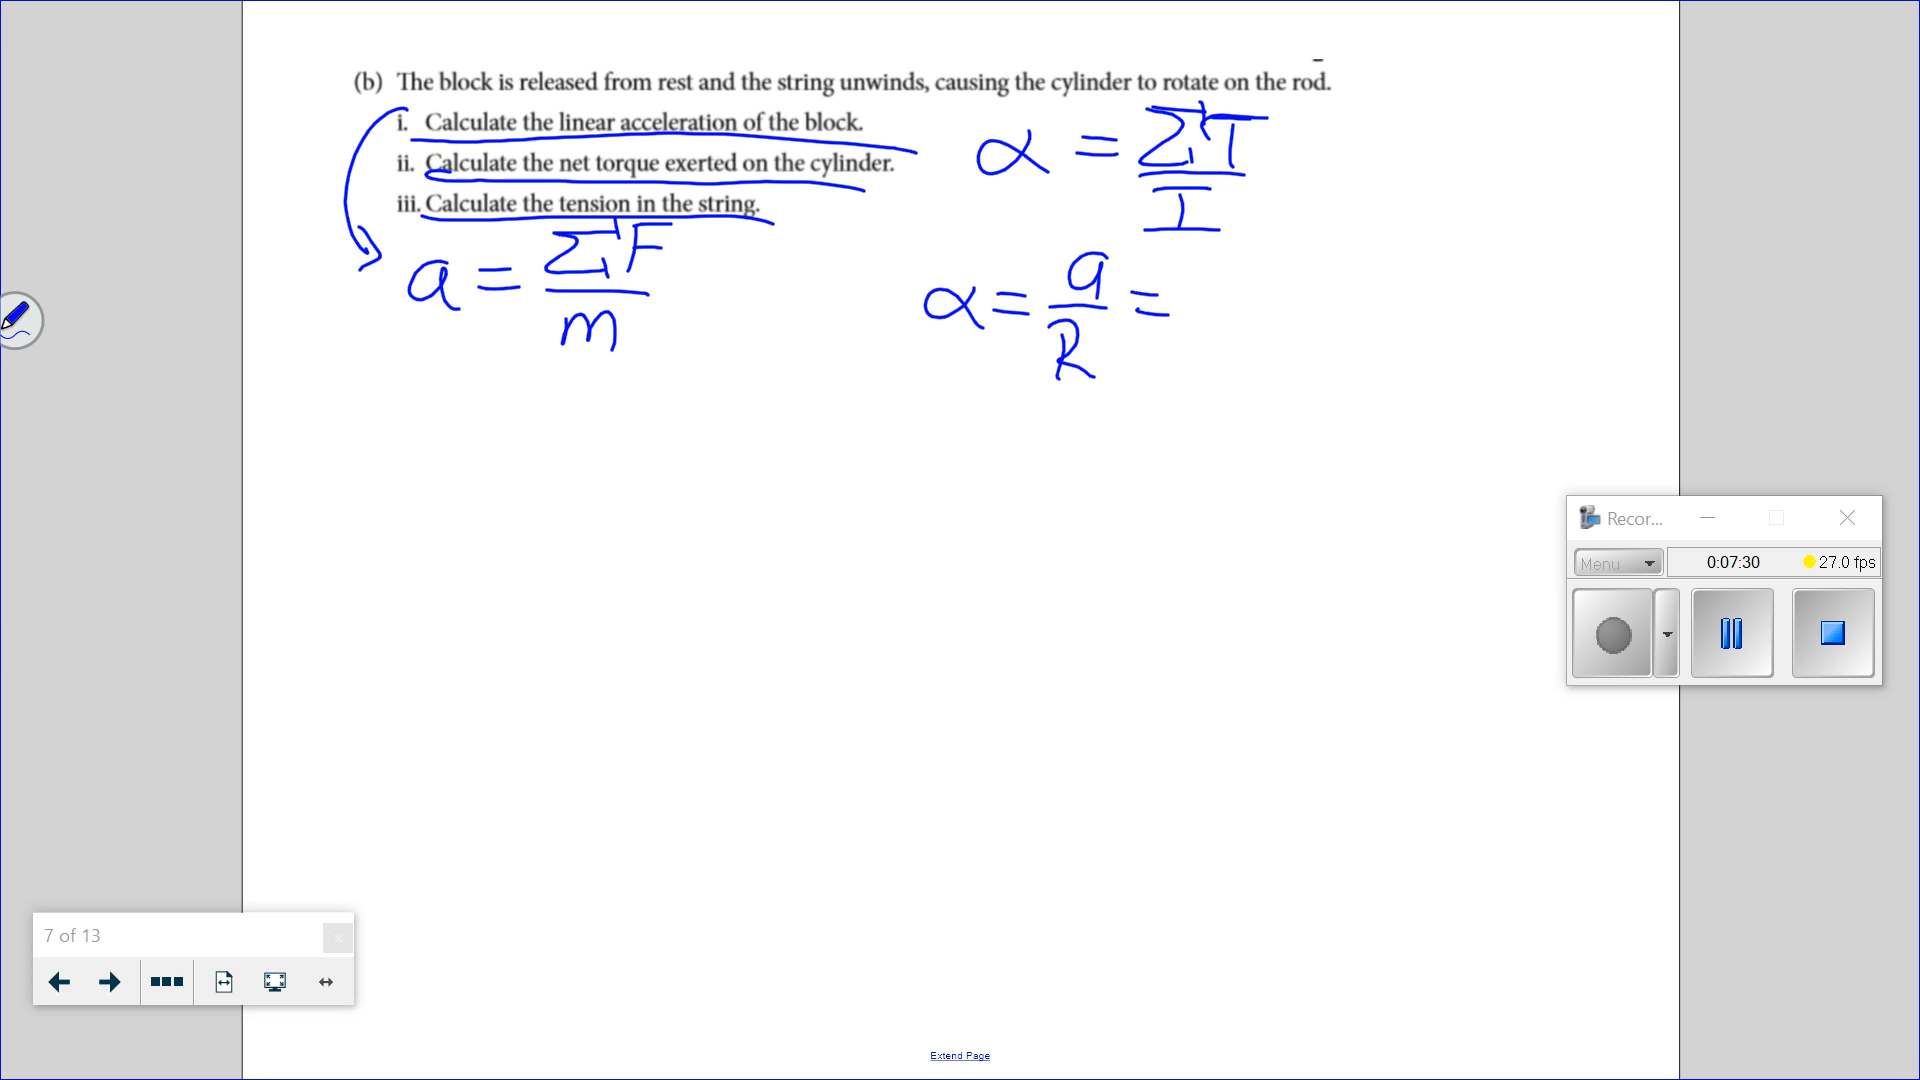 (b) The block is released from rest and the string unwinds, causing the cylinder to rotate on the rod.
i. Calculate the linear acceleration of the block.
ii. Calculate the net torque exerted on the cylinder.
iii. Calculate the tension in the string.
α = Στ / I
a = ΣF / m
α = a / R =
Recor...
Menu 0:07:30 27.0 fps
7 of 13
Extend Page